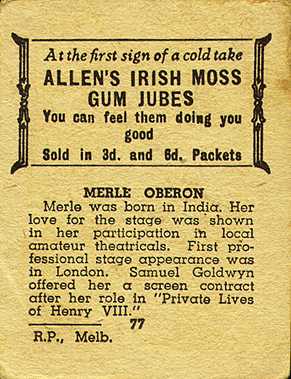 At the first sign of a cold take
ALLEN'S IRISH MOSS
GUM JUBES
You can feel them doing you
good
Sold in 3d. and 6d. Packets
MERLE OBERON
Merle was born in India. Her
love for the stage was shown
in her participation in local
amateur theatricals. First pro-
fessional stage appearance was
in London. Samuel Goldwyn
offered her a screen contract
after her role in "Private Lives
of Henry VIII."
77
R.P., Melb.